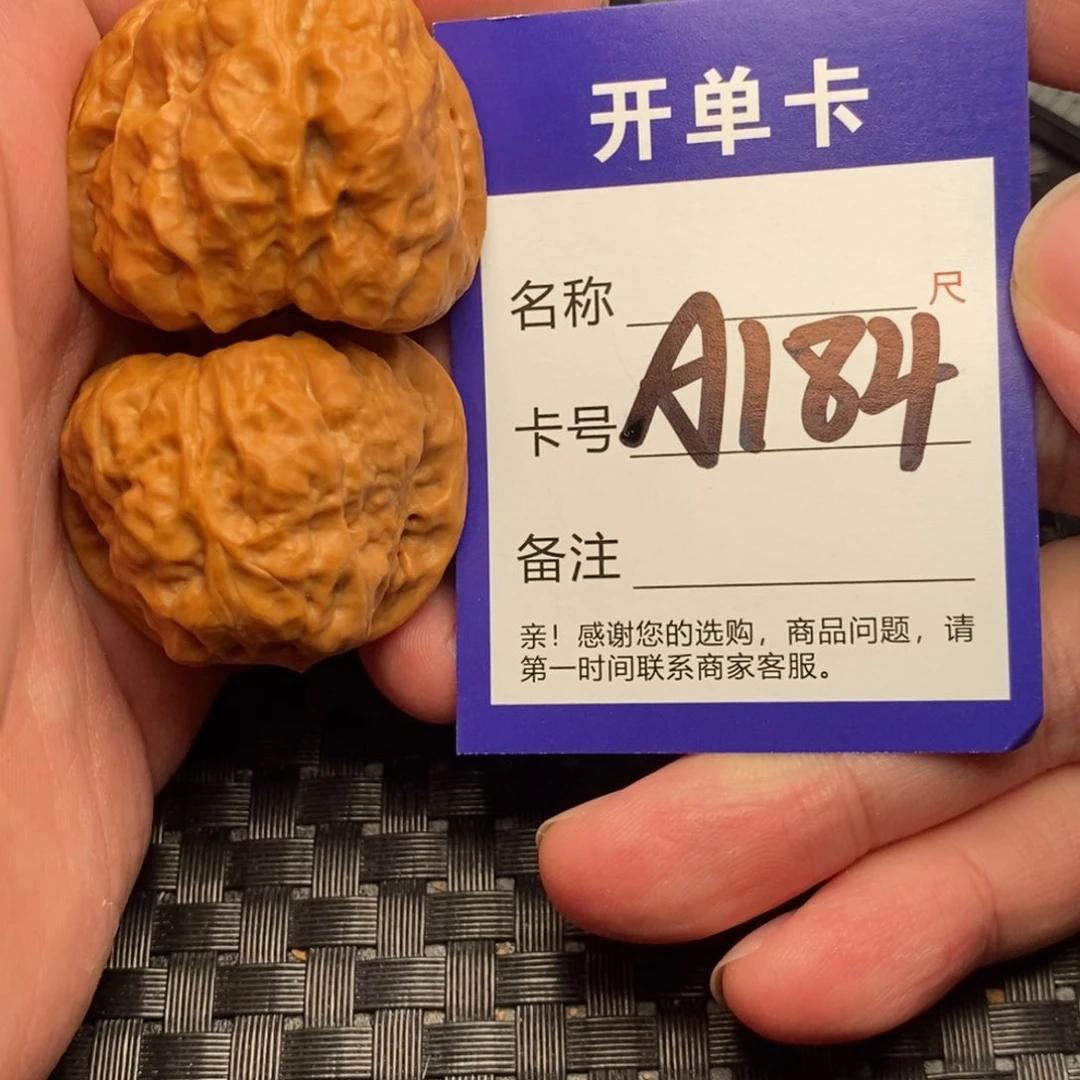 开单卡
名称 尺
卡号 A184
备注
亲！感谢您的选购，商品问题，请
第一时间联系商家客服。